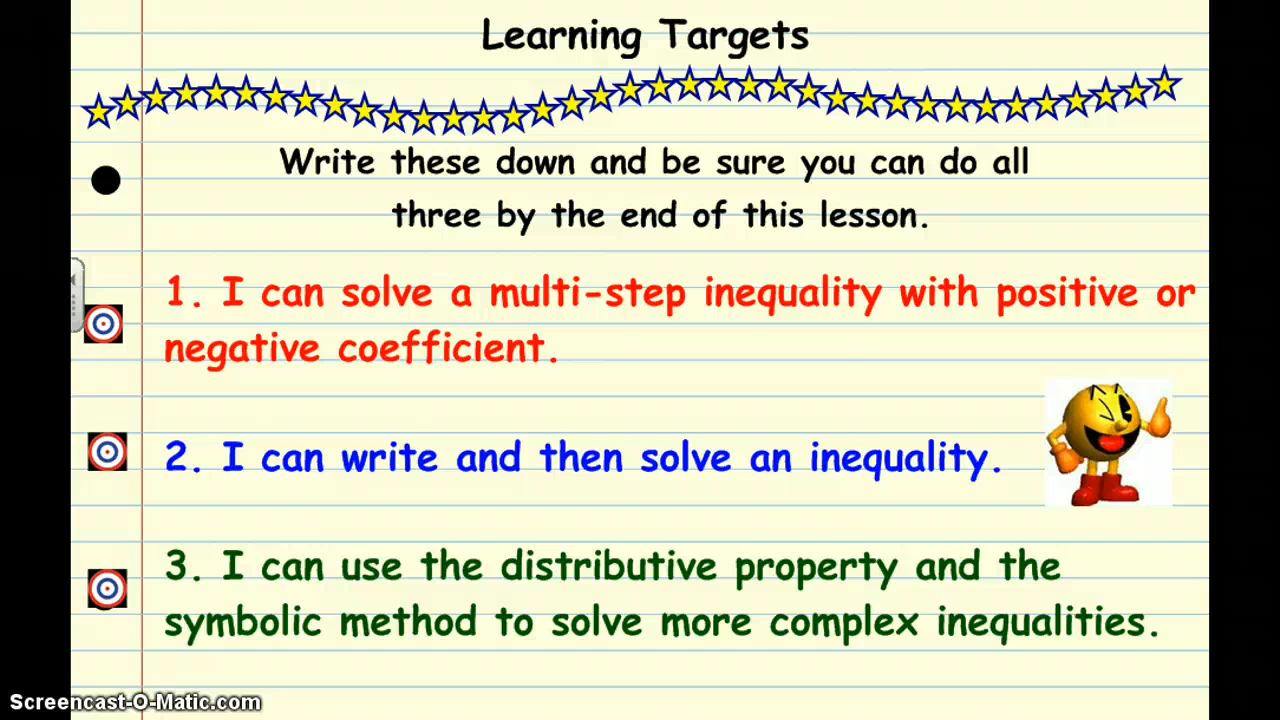 Learning Targets
Write these down and be sure you can do all
three by the end of this lesson.
1. I can solve a multi-step inequality with positive or
negative coefficient.
2. I can write and then solve an inequality.
3. I can use the distributive property and the
symbolic method to solve more complex inequalities.
Screencast-O-Matic.com